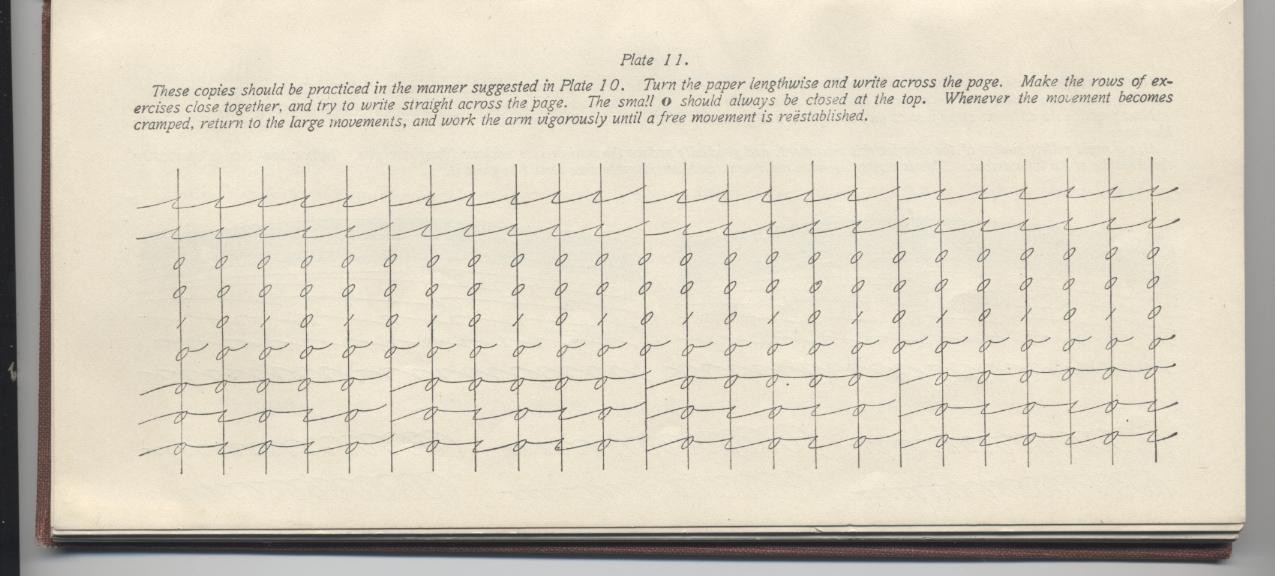 Plate 11.
These copies should be practiced in the manner suggested in Plate 10. Turn the paper lengthwise and write across the page. Make the rows of ex-
ercises close together, and try to write straight across the page. The small o should always be closed at the top. Whenever the movement becomes
cramped, return to the large movements, and work the arm vigorously until a free movement is reëstablished.
o o o o o o o o o o o o o o o o o o o o o o o o
o o o o o o o o o o o o o o o o o o o o o o o o
o o o o o o o o o o o o
o o o o o o o o o o o o o o o o o o o o o o o o